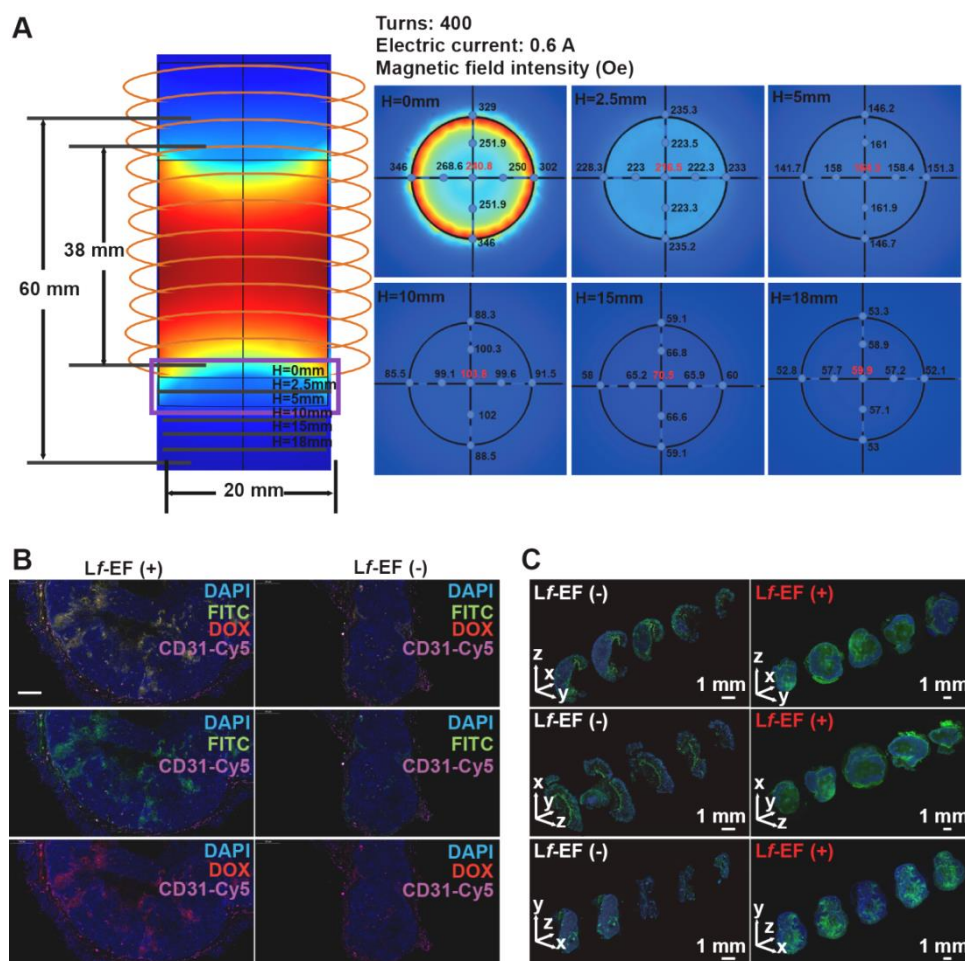 A
Turns: 400
Electric current: 0.6 A
Magnetic field intensity (Oe)
60 mm
38 mm
20 mm
H=0mm
H=2.5mm
H=5mm
H=10mm
H=15mm
H=18mm
H=0mm
329
251.9
346 268.6 250 302
251.9
346
H=2.5mm
235.3
223.5
228.3 223 222.3 233
223.3
235.2
H=5mm
146.2
161
141.7 158 158.4 151.3
161.9
146.7
H=10mm
88.3
100.3
85.5 99.1 103.8 99.6 91.5
102
88.5
H=15mm
59.1
66.8
58 65.2 70.5 65.9 60
66.6
59.1
H=18mm
53.3
58.9
52.8 57.7 59.9 57.2 52.1
57.1
53
B
Lf-EF (+) Lf-EF (-)
DAPI
FITC
DOX
CD31-Cy5
DAPI
FITC
DOX
CD31-Cy5
DAPI
FITC
CD31-Cy5
DAPI
FITC
CD31-Cy5
DAPI
DOX
CD31-Cy5
DAPI
DOX
CD31-Cy5
C
Lf-EF (-)
z
x
y
1 mm
Lf-EF (+)
z
x
y
1 mm
Lf-EF (-)
x
y
z
1 mm
Lf-EF (+)
x
y
z
1 mm
Lf-EF (-)
y
z
x
1 mm
Lf-EF (+)
y
z
x
1 mm